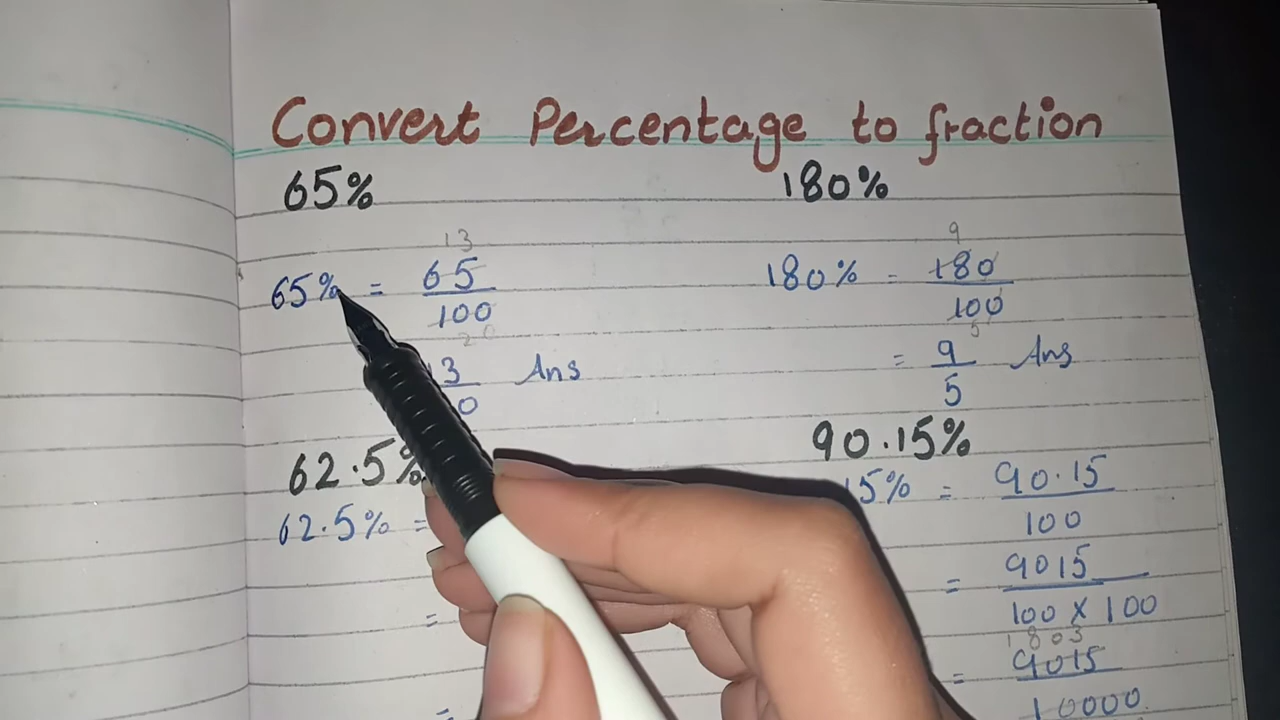 Convert Percentage to fraction
65%
13
65% = 65
100
20
3 Ans
0
62.5%
62.5% =
=
=
180%
9
180% = 180
100
5
= 9 Ans
5
90.15%
15% = 90.15
100
= 9015
100 x 100
1803
= 9015
10000